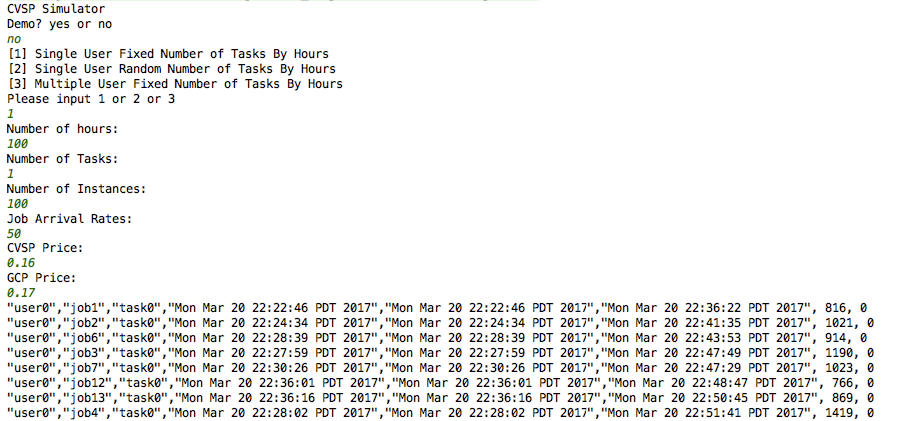 CVSP Simulator
Demo? yes or no
no
[1] Single User Fixed Number of Tasks By Hours
[2] Single User Random Number of Tasks By Hours
[3] Multiple User Fixed Number of Tasks By Hours
Please input 1 or 2 or 3
1
Number of hours:
100
Number of Tasks:
1
Number of Instances:
100
Job Arrival Rates:
50
CVSP Price:
0.16
GCP Price:
0.17
"user0","job1","task0","Mon Mar 20 22:22:46 PDT 2017","Mon Mar 20 22:22:46 PDT 2017","Mon Mar 20 22:36:22 PDT 2017", 816, 0
"user0","job2","task0","Mon Mar 20 22:24:34 PDT 2017","Mon Mar 20 22:24:34 PDT 2017","Mon Mar 20 22:41:35 PDT 2017", 1021, 0
"user0","job6","task0","Mon Mar 20 22:28:39 PDT 2017","Mon Mar 20 22:28:39 PDT 2017","Mon Mar 20 22:43:53 PDT 2017", 914, 0
"user0","job3","task0","Mon Mar 20 22:27:59 PDT 2017","Mon Mar 20 22:27:59 PDT 2017","Mon Mar 20 22:47:49 PDT 2017", 1190, 0
"user0","job7","task0","Mon Mar 20 22:30:26 PDT 2017","Mon Mar 20 22:30:26 PDT 2017","Mon Mar 20 22:47:29 PDT 2017", 1023, 0
"user0","job12","task0","Mon Mar 20 22:36:01 PDT 2017","Mon Mar 20 22:36:01 PDT 2017","Mon Mar 20 22:48:47 PDT 2017", 766, 0
"user0","job13","task0","Mon Mar 20 22:36:16 PDT 2017","Mon Mar 20 22:36:16 PDT 2017","Mon Mar 20 22:50:45 PDT 2017", 869, 0
"user0","job4","task0","Mon Mar 20 22:28:02 PDT 2017","Mon Mar 20 22:28:02 PDT 2017","Mon Mar 20 22:51:41 PDT 2017", 1419, 0